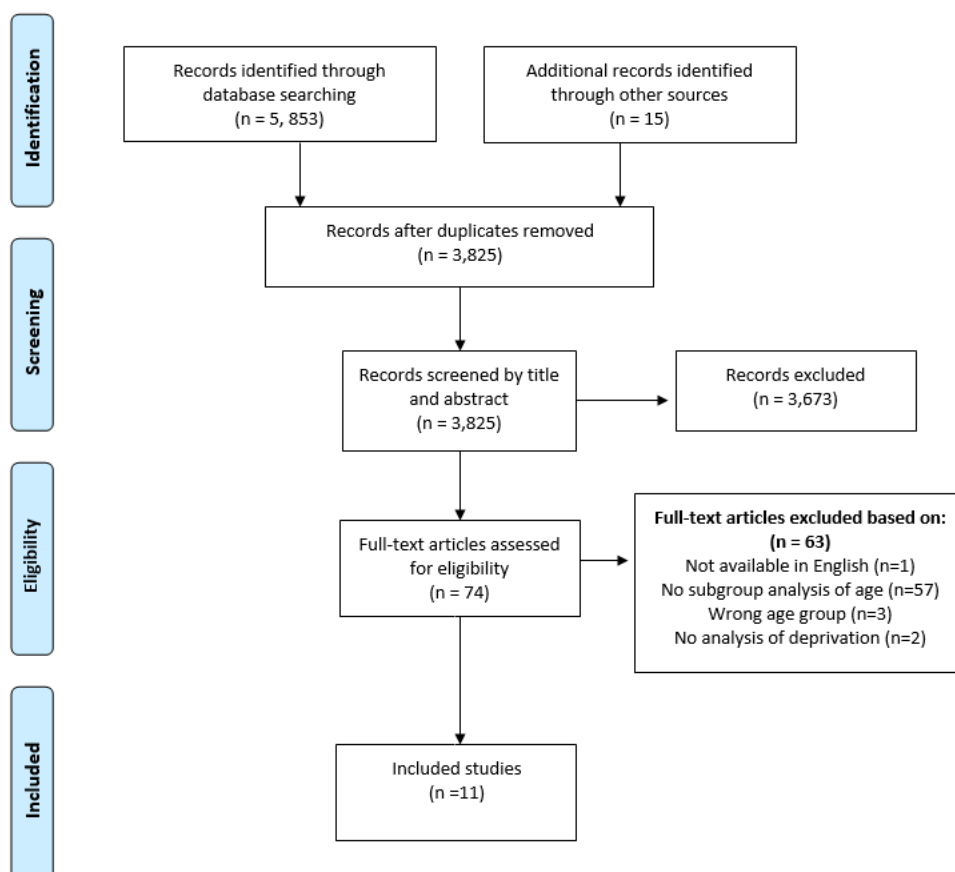 Identification
Records identified through
database searching
(n = 5, 853)
Additional records identified
through other sources
(n = 15)
Records after duplicates removed
(n = 3,825)
Screening
Records screened by title
and abstract
(n = 3,825)
Records excluded
(n = 3,673)
Eligibility
Full-text articles assessed
for eligibility
(n = 74)
Full-text articles excluded based on:
(n = 63)
Not available in English (n=1)
No subgroup analysis of age (n=57)
Wrong age group (n=3)
No analysis of deprivation (n=2)
Included
Included studies
(n =11)